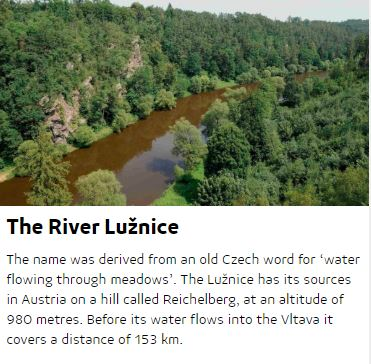 The River Lužnice
The name was derived from an old Czech word for ‘water
flowing through meadows’. The Lužnice has its sources
in Austria on a hill called Reichelberg, at an altitude of
980 metres. Before its water flows into the Vltava it
covers a distance of 153 km.